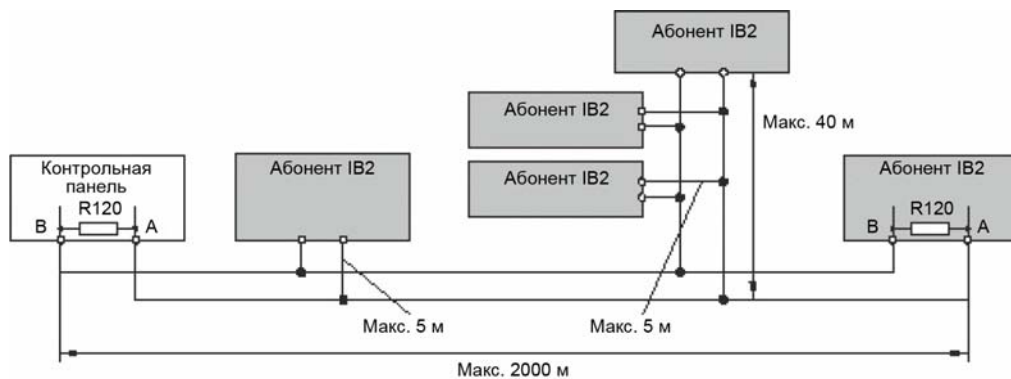 Абонент IB2
Абонент IB2
Макс. 40 м
Контрольная
панель
Абонент IB2
Абонент IB2
Абонент IB2
B
R120
A
B
R120
A
Макс. 5 м
Макс. 5 м
Макс. 2000 м